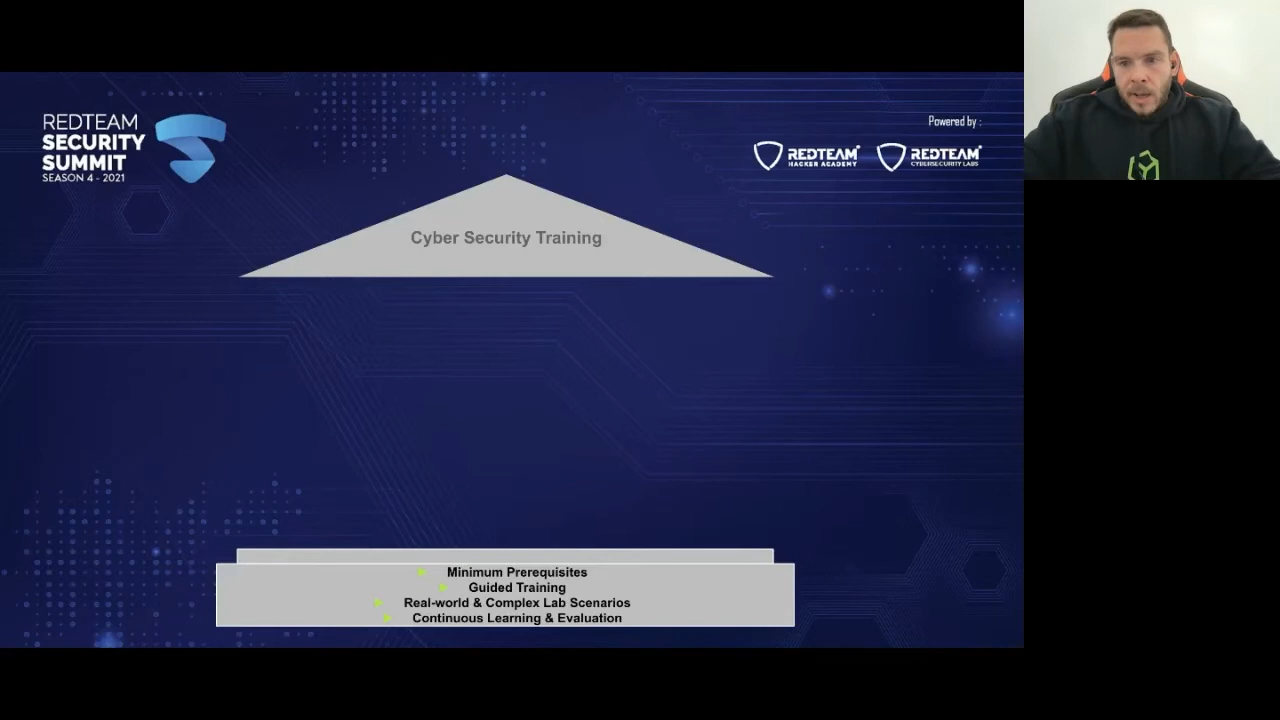 REDTEAM
SECURITY
SUMMIT
SEASON 4 - 2021
Powered by :
REDTEAM
HACKER ACADEMY
REDTEAM
CYBERSECURITY LABS
Cyber Security Training
Minimum Prerequisites
Guided Training
Real-world & Complex Lab Scenarios
Continuous Learning & Evaluation